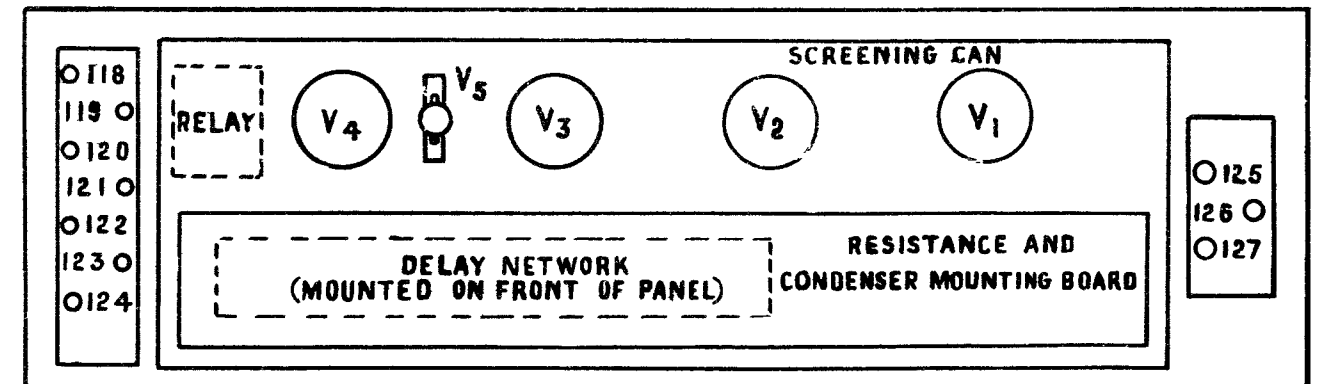 118
119
120
121
122
123
124
RELAY
V4
V5
V3
V2
V1
SCREENING CAN
DELAY NETWORK
(MOUNTED ON FRONT OF PANEL)
RESISTANCE AND
CONDENSER MOUNTING BOARD
125
126
127